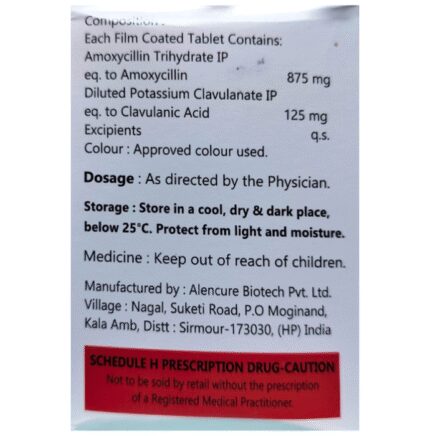 Composition :
Each Film Coated Tablet Contains:
Amoxycillin Trihydrate IP
eq. to Amoxycillin 875 mg
Diluted Potassium Clavulanate IP
eq. to Clavulanic Acid 125 mg
Excipients q.s.
Colour : Approved colour used.
Dosage : As directed by the Physician.
Storage : Store in a cool, dry & dark place,
below 25°C. Protect from light and moisture.
Medicine : Keep out of reach of children.
Manufactured by : Alencure Biotech Pvt. Ltd.
Village : Nagal, Suketi Road, P.O Moginand,
Kala Amb, Distt : Sirmour-173030, (HP) India
SCHEDULE H PRESCRIPTION DRUG-CAUTION
Not to be sold by retail without the prescription
of a Registered Medical Practitioner.